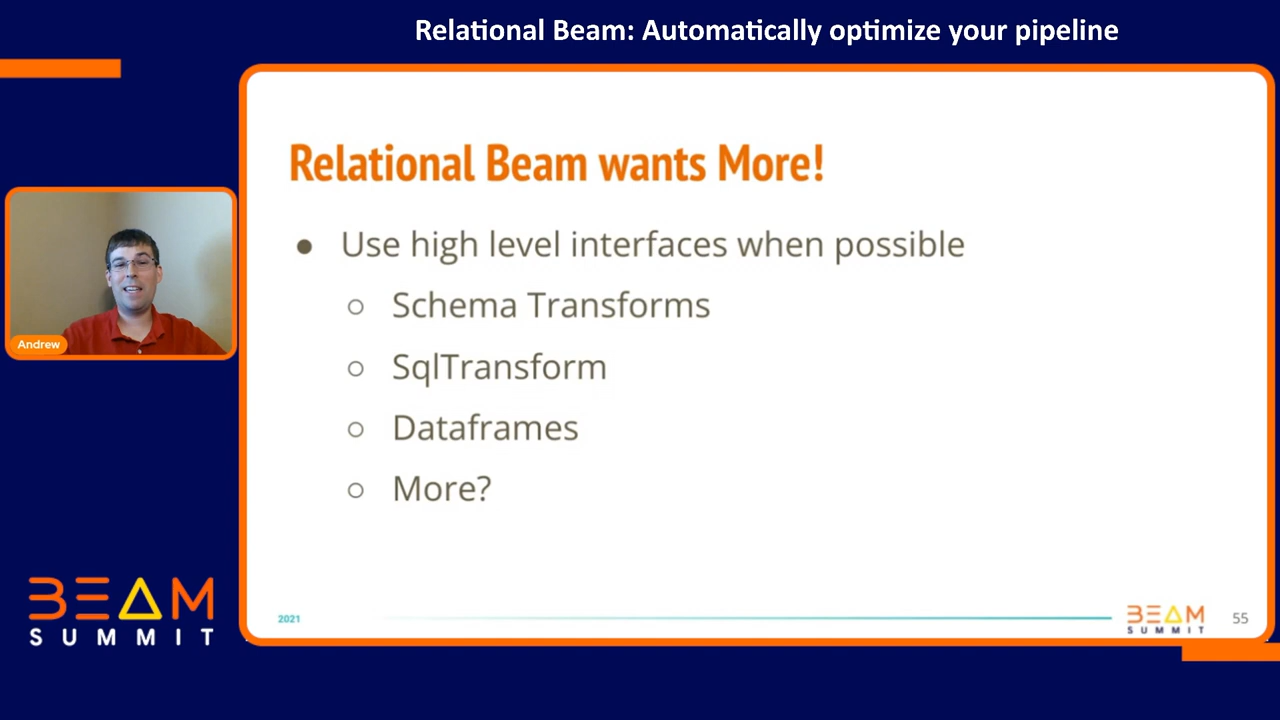 Relational Beam: Automatically optimize your pipeline
Relational Beam wants More!
● Use high level interfaces when possible
○ Schema Transforms
○ SqlTransform
○ Dataframes
○ More?
Andrew
BEAM
SUMMIT
2021
BEAM
SUMMIT
55